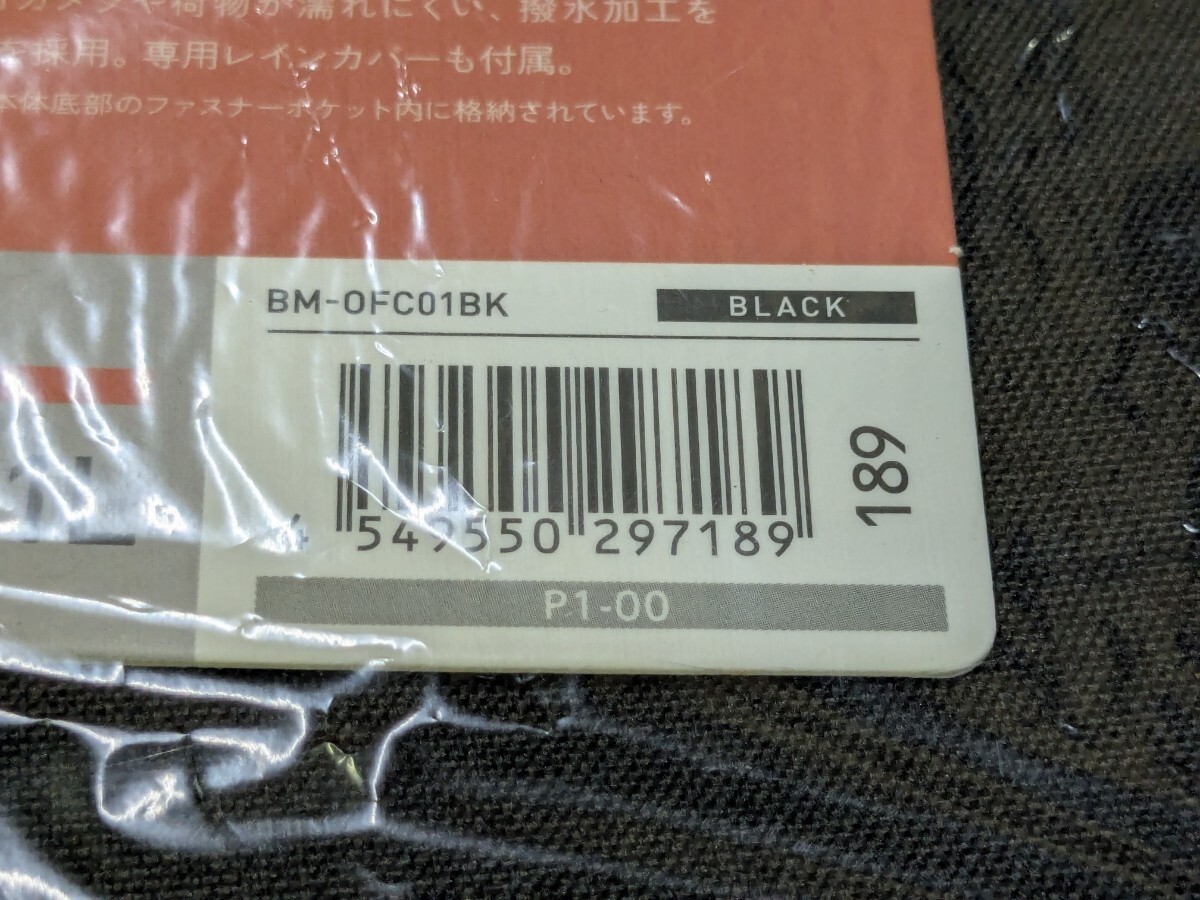 カメラや荷物が濡れにくい、撥水加工を
を採用。専用レインカバーも付属。
本体底部のファスナーポケット内に格納されています。
BM-OFC01BK
BLACK
1L
189
4 549550 297189
P1-00